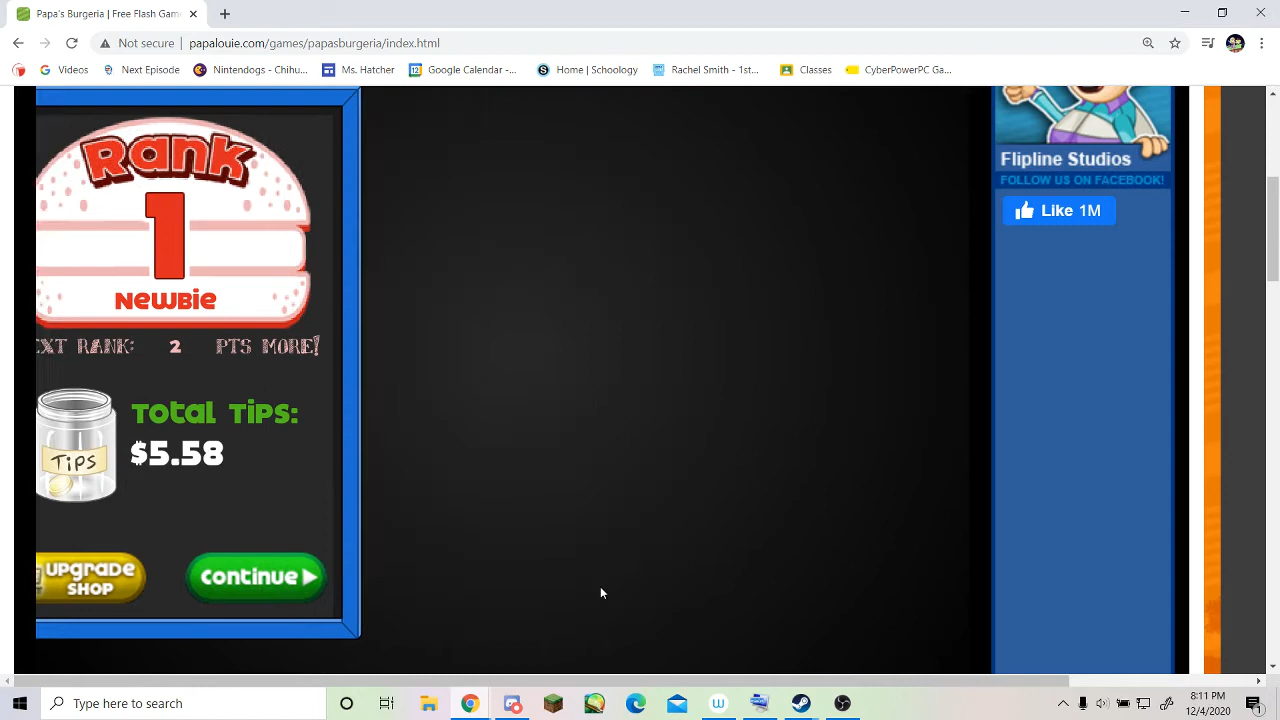 Papa's Burgeria | Free Flash Gam
Not secure | papalouie.com/games/papasburgeria/index.html
Videos Next Episode Nintendogs - Chihu... Ms. Hatcher Google Calendar -... Home | Schoology Rachel Smith - 1st... Classes CyberPowerPC Ga...
Rank
1
Newbie
EXT RANK: 2 PTS MORE!
Total Tips:
$5.58
Tips
UPGRADE
SHOP
Continue
Flipline Studios
FOLLOW US ON FACEBOOK!
Like 1M
Type here to search
8:11 PM
12/4/2020
1